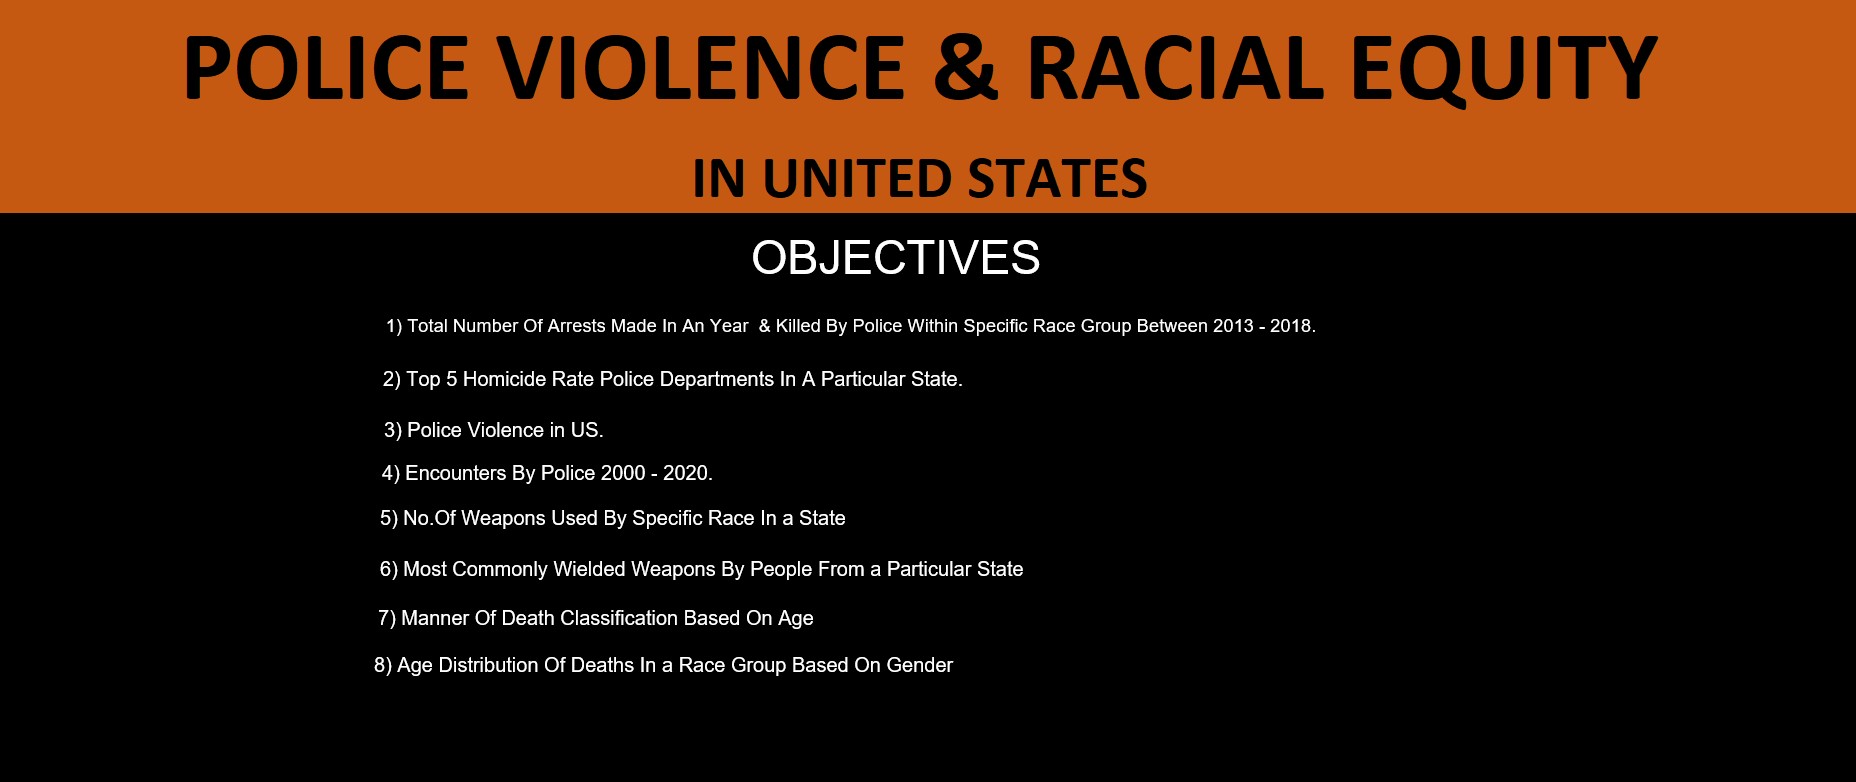 POLICE VIOLENCE & RACIAL EQUITY
IN UNITED STATES
OBJECTIVES
1) Total Number Of Arrests Made In An Year  & Killed By Police Within Specific Race Group Between 2013 - 2018.
2) Top 5 Homicide Rate Police Departments In A Particular State.
3) Police Violence in US.
4) Encounters By Police 2000 - 2020.
5) No.Of Weapons Used By Specific Race In a State
6) Most Commonly Wielded Weapons By People From a Particular State
7) Manner Of Death Classification Based On Age
8) Age Distribution Of Deaths In a Race Group Based On Gender